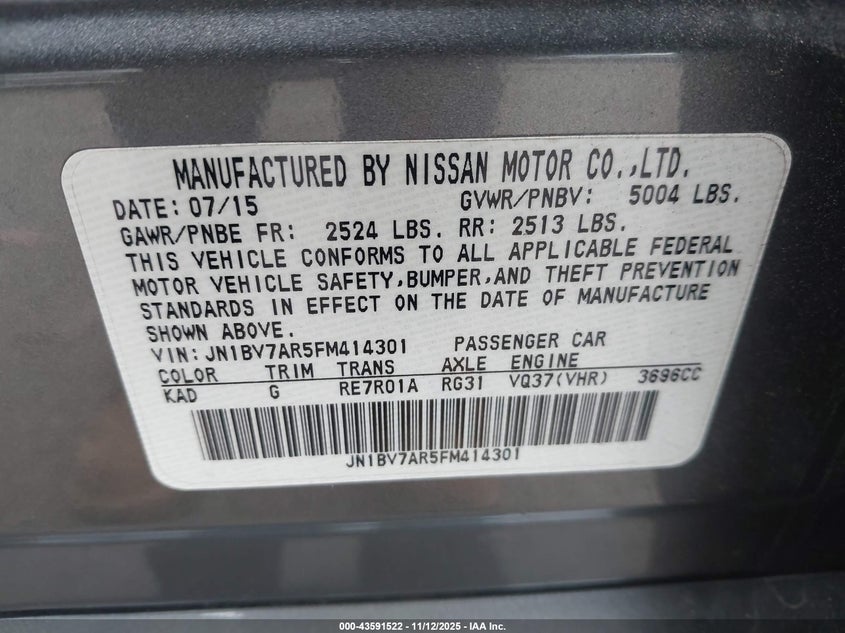 MANUFACTURED BY NISSAN MOTOR CO.,LTD.
DATE: 07/15 GVWR/PNBV: 5004 LBS.
GAWR/PNBE FR: 2524 LBS. RR: 2513 LBS.
THIS VEHICLE CONFORMS TO ALL APPLICABLE FEDERAL
MOTOR VEHICLE SAFETY,BUMPER,AND THEFT PREVENTION
STANDARDS IN EFFECT ON THE DATE OF MANUFACTURE
SHOWN ABOVE.
VIN: JN1BV7AR5FM414301 PASSENGER CAR
COLOR TRIM TRANS AXLE ENGINE
KAD G RE7R01A RG31 VQ37(VHR) 3696CC
JN1BV7AR5FM414301
000-43591522 - 11/12/2025 - IAA Inc.